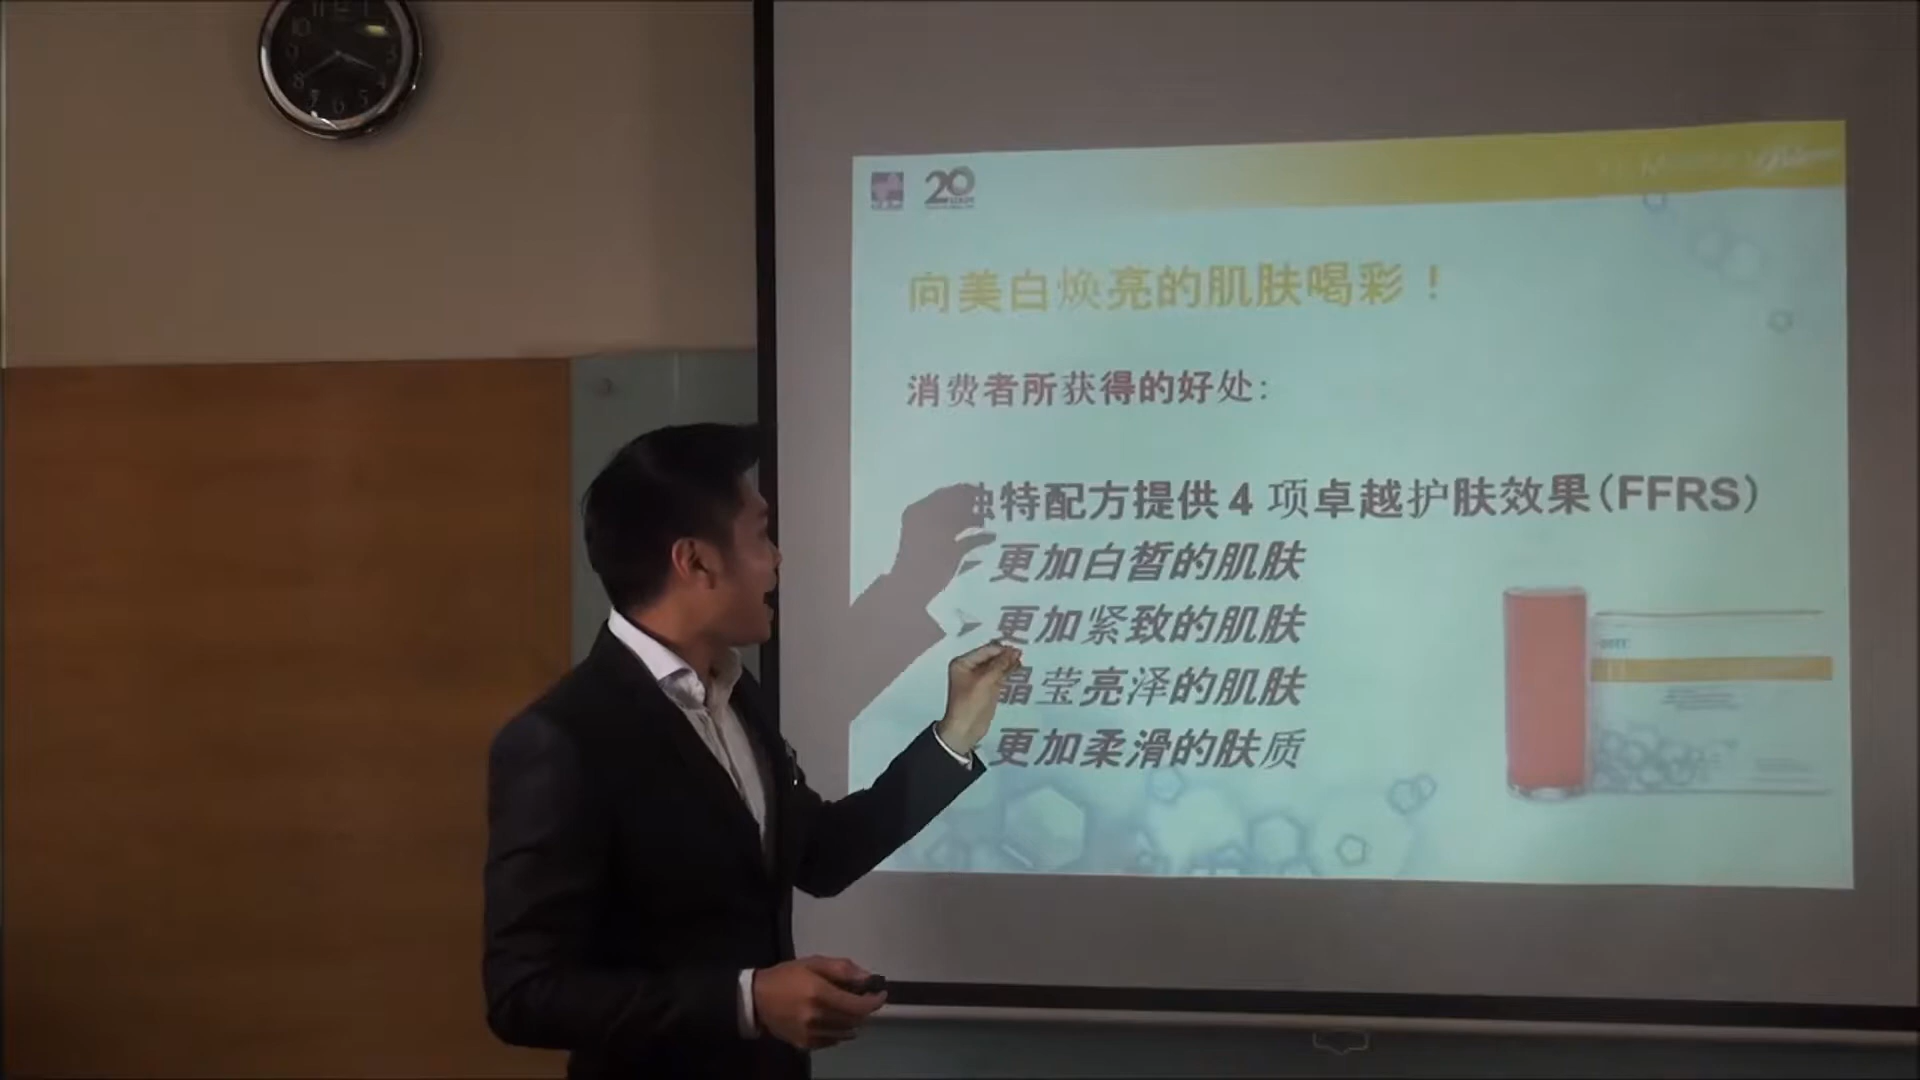 20
向美白焕亮的肌肤喝彩！
消费者所获得的好处:
独特配方提供 4 项卓越护肤效果(FFRS)
更加白皙的肌肤
➢ 更加紧致的肌肤
晶莹亮泽的肌肤
更加柔滑的肤质